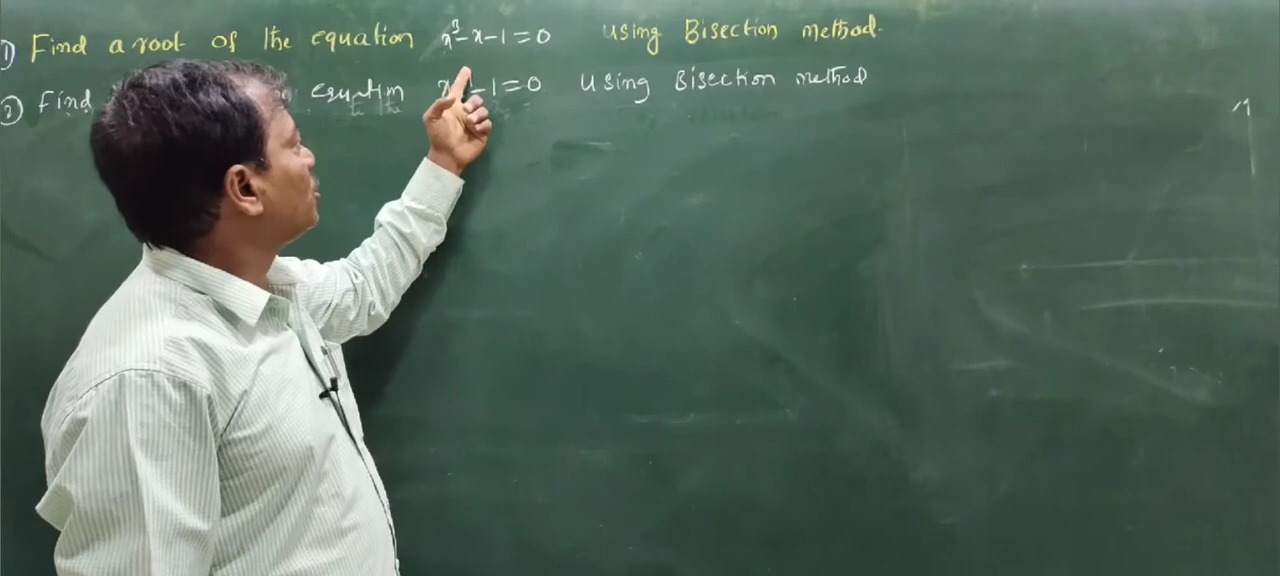 1) Find a root of the equation x³-x-1=0 using Bisection method.
2) Find equation -1=0 using Bisection method